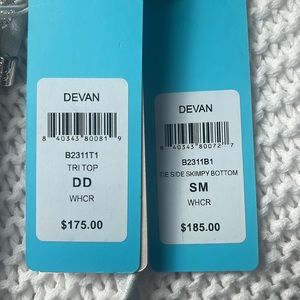 DEVAN
8 40343 80081 9
B2311T1
TRI TOP
DD
WHCR
$175.00
DEVAN
8 40343 80072 7
B2311B1
TIE SIDE SKIMPY BOTTOM
SM
WHCR
$185.00